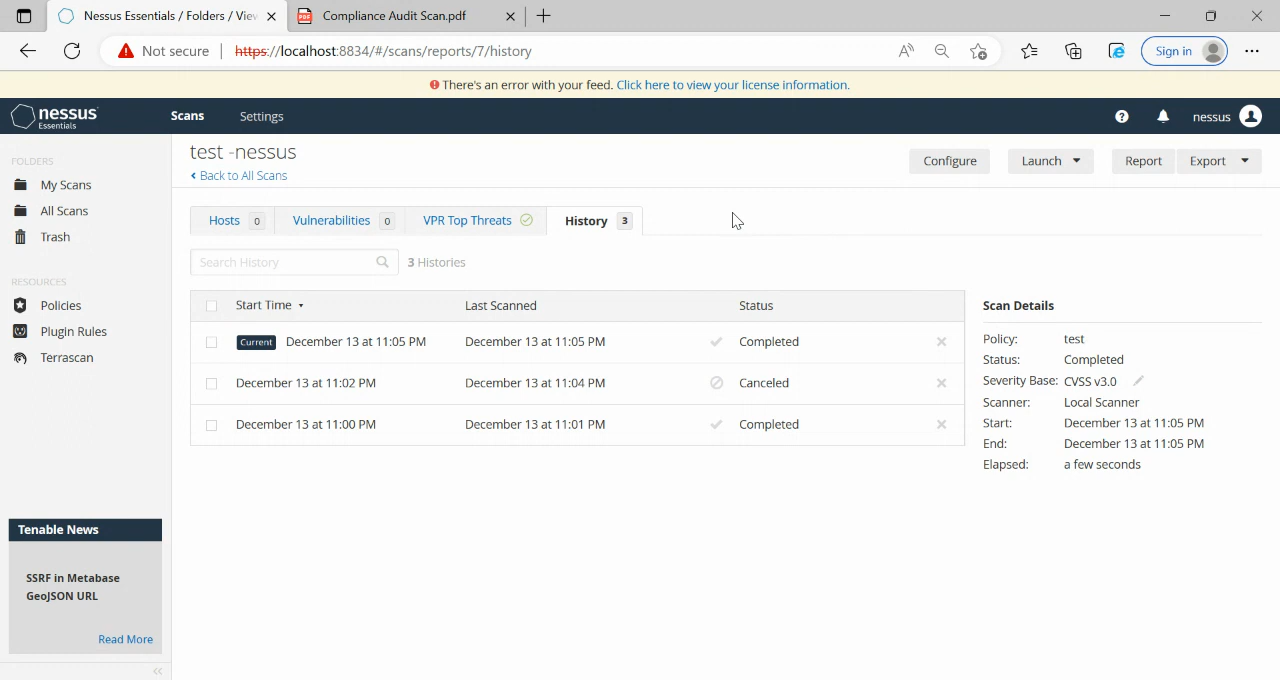 Nessus Essentials / Folders / View
Compliance Audit Scan.pdf
Not secure
https://localhost:8834/#/scans/reports/7/history
Sign in
There's an error with your feed. Click here to view your license information.
nessus
Essentials
Scans
Settings
nessus
FOLDERS
My Scans
All Scans
Trash
RESOURCES
Policies
Plugin Rules
Terrascan
Tenable News
SSRF in Metabase
GeoJSON URL
Read More
test -nessus
Back to All Scans
Configure
Launch
Report
Export
Hosts 0
Vulnerabilities 0
VPR Top Threats
History 3
Search History
3 Histories
Start Time Last Scanned Status
Current December 13 at 11:05 PM December 13 at 11:05 PM Completed
December 13 at 11:02 PM December 13 at 11:04 PM Canceled
December 13 at 11:00 PM December 13 at 11:01 PM Completed
Scan Details
Policy: test
Status: Completed
Severity Base: CVSS v3.0
Scanner: Local Scanner
Start: December 13 at 11:05 PM
End: December 13 at 11:05 PM
Elapsed: a few seconds